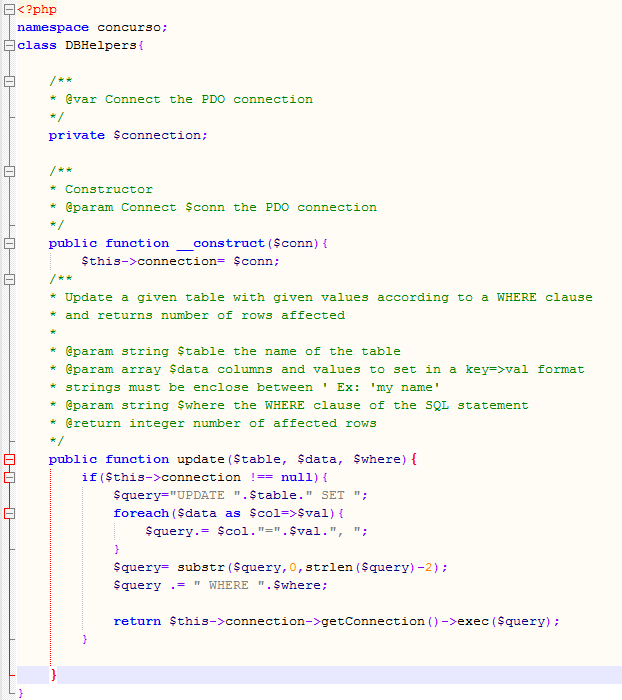 <?php
namespace concurso;
class DBHelpers{
/**
* @var Connect the PDO connection
*/
private $connection;
/**
* Constructor
* @param Connect $conn the PDO connection
*/
public function __construct($conn){
$this->connection= $conn;
/**
* Update a given table with given values according to a WHERE clause
* and returns number of rows affected
*
* @param string $table the name of the table
* @param array $data columns and values to set in a key=>val format
* strings must be enclose between ' Ex: 'my name'
* @param string $where the WHERE clause of the SQL statement
* @return integer number of affected rows
*/
public function update($table, $data, $where){
if($this->connection !== null){
$query="UPDATE ".$table." SET ";
foreach($data as $col=>$val){
$query.= $col."=".$val.", ";
}
$query= substr($query,0,strlen($query)-2);
$query .= " WHERE ".$where;
return $this->connection->getConnection()->exec($query);
}
}
}